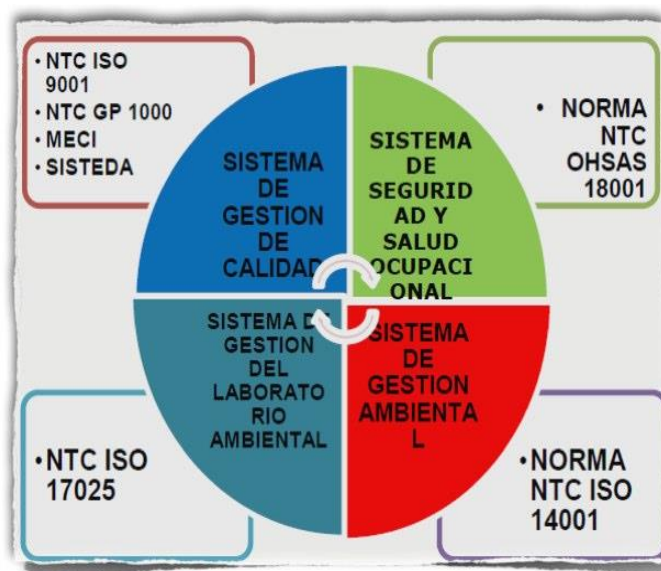 • NTC ISO
9001
• NTC GP 1000
• MECI
• SISTEDA
SISTEMA
DE
GESTION
DE
CALIDAD
SISTEMA
DE
SEGURID
AD Y
SALUD
OCUPACI
ONAL
• NORMA
NTC
OHSAS
18001
• NTC ISO
17025
SISTEMA DE
GESTION
DEL
LABORATO
RIO
AMBIENTAL
SISTEMA
DE
GESTION
AMBIENTA
L
• NORMA
NTC ISO
14001